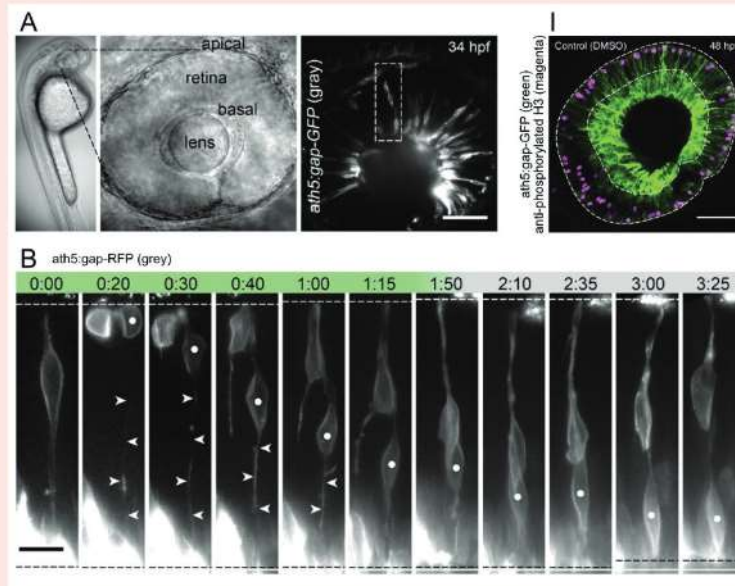 A
apical
retina
basal
lens
34 hpf
ath5:gap-GFP (gray)
I
Control (DMSO)
48 hpf
ath5:gap-GFP (green)
anti-phosphorylated H3 (magenta)
B
ath5:gap-RFP (grey)
0:00 0:20 0:30 0:40 1:00 1:15 1:50 2:10 2:35 3:00 3:25